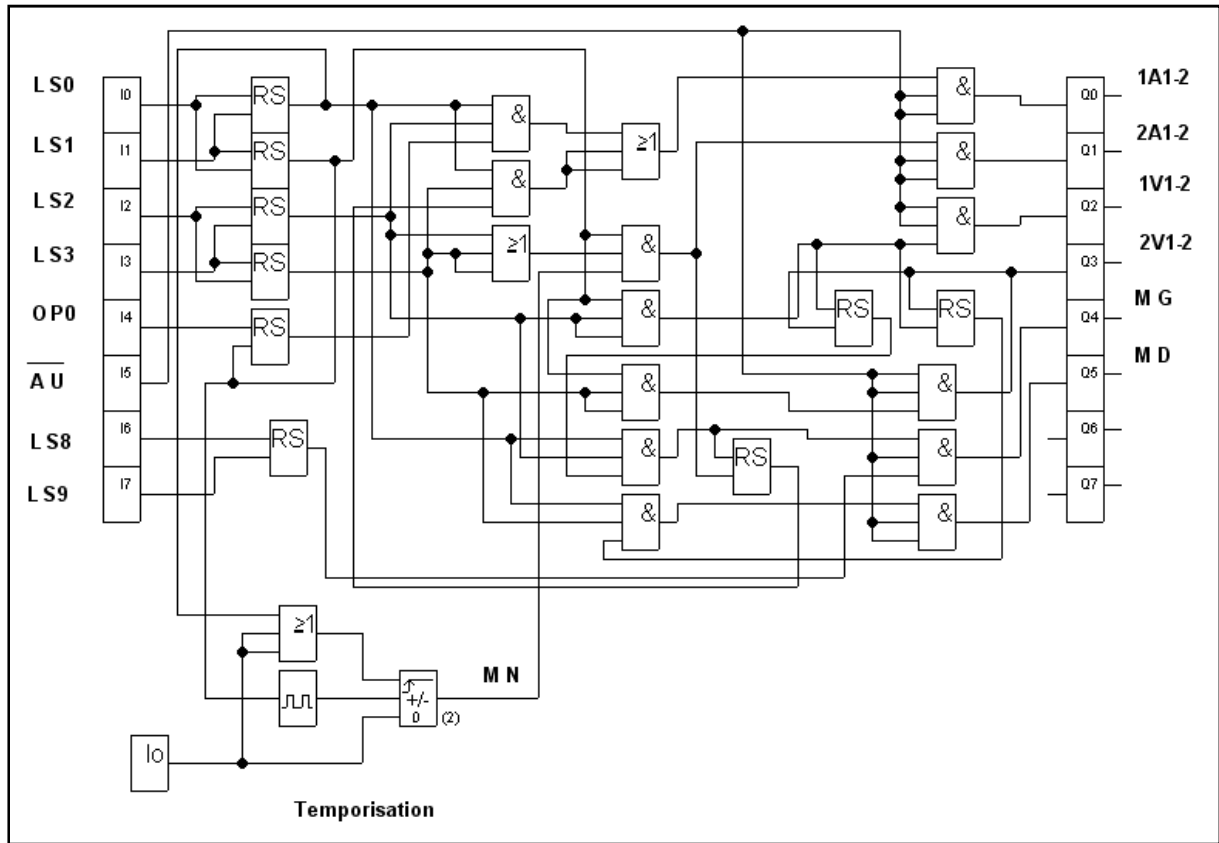 LS0
LS1
LS2
LS3
OP0
AU
LS8
LS9
I0
I1
I2
I3
I4
I5
I6
I7
RS
RS
RS
RS
RS
RS
&
&
≥1
≥1
&
&
&
&
&
RS
RS
RS
&
&
&
&
&
&
Q0
Q1
Q2
Q3
Q4
Q5
Q6
Q7
1A1-2
2A1-2
1V1-2
2V1-2
MG
MD
≥1
+/-
0
(2)
MN
Io
Temporisation